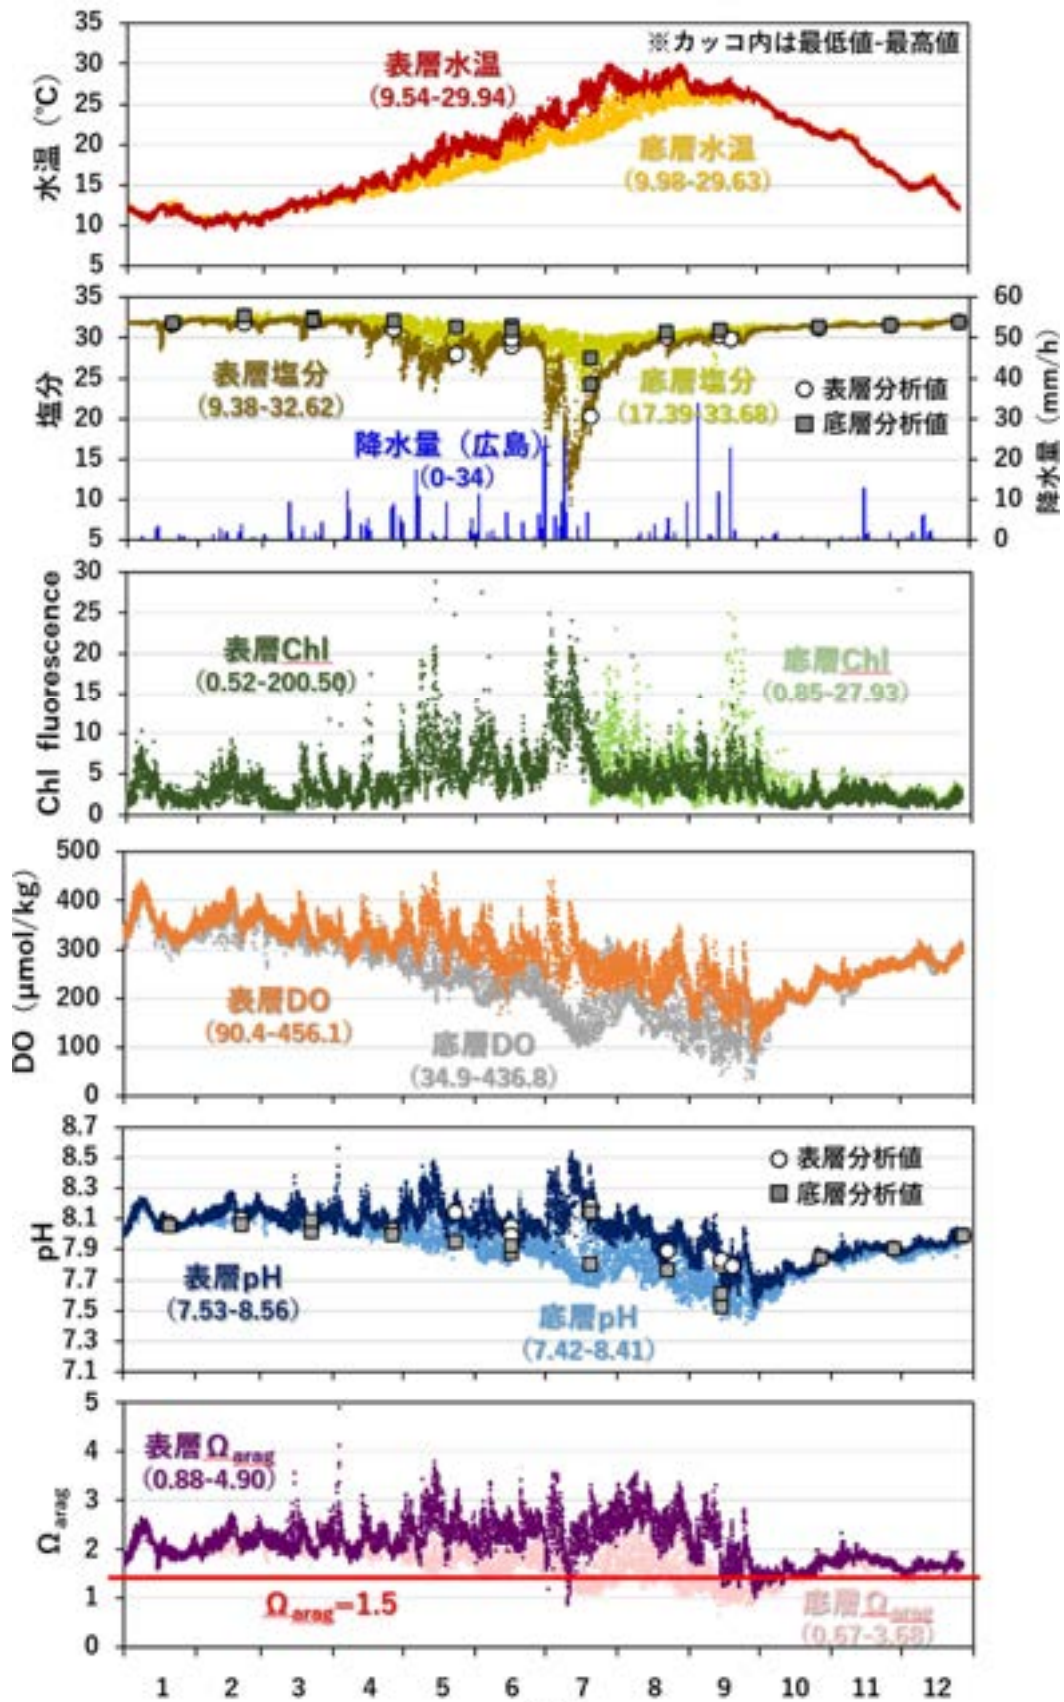 35
30
25
20
15
10
5
水温（℃）
※カッコ内は最低値-最高値
表層水温
(9.54-29.94)
底層水温
(9.98-29.63)
35
30
25
20
15
10
5
塩分
60
50
40
30
20
10
0
降水量（mm/h）
表層塩分
(9.38-32.62)
底層塩分
(17.39-33.68)
表層分析値
底層分析値
降水量（広島）
(0-34)
30
25
20
15
10
5
0
Chl fluorescence
表層Chl
(0.52-200.50)
底層Chl
(0.85-27.93)
500
400
300
200
100
0
DO（μmol/kg）
表層DO
(90.4-456.1)
底層DO
(34.9-436.8)
8.7
8.5
8.3
8.1
7.9
7.7
7.5
7.3
7.1
pH
表層分析値
底層分析値
表層pH
(7.53-8.56)
底層pH
(7.42-8.41)
5
4
3
2
1
0
Ωarag
表層Ωarag
(0.88-4.90)
Ωarag=1.5
底層Ωarag
(0.67-3.68)
1 2 3 4 5 6 7 8 9 10 11 12